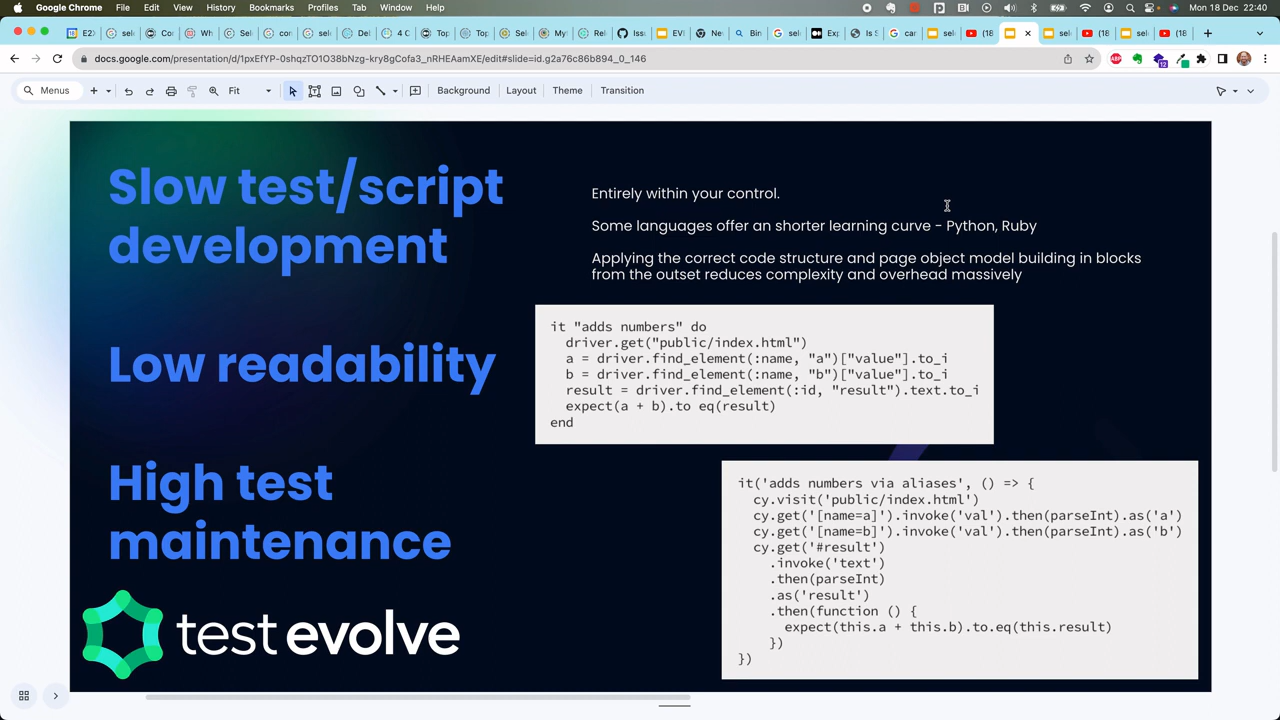 Google Chrome File Edit View History Bookmarks Profiles Tab Window Help
Mon 18 Dec 22:40
docs.google.com/presentation/d/1pxEfYP-0shqzTO1O38bNzg-kry8gCofa3_nRHEAamXE/edit#slide=id.g2a76c86b894_0_146
Menus
Fit
Background Layout Theme Transition
Slow test/script
development
Low readability
High test
maintenance
test evolve
Entirely within your control.
Some languages offer an shorter learning curve - Python, Ruby
Applying the correct code structure and page object model building in blocks
from the outset reduces complexity and overhead massively
it "adds numbers" do
  driver.get("public/index.html")
  a = driver.find_element(:name, "a")["value"].to_i
  b = driver.find_element(:name, "b")["value"].to_i
  result = driver.find_element(:id, "result").text.to_i
  expect(a + b).to eq(result)
end
it('adds numbers via aliases', () => {
  cy.visit('public/index.html')
  cy.get('[name=a]').invoke('val').then(parseInt).as('a')
  cy.get('[name=b]').invoke('val').then(parseInt).as('b')
  cy.get('#result')
    .invoke('text')
    .then(parseInt)
    .as('result')
    .then(function () {
      expect(this.a + this.b).to.eq(this.result)
    })
})